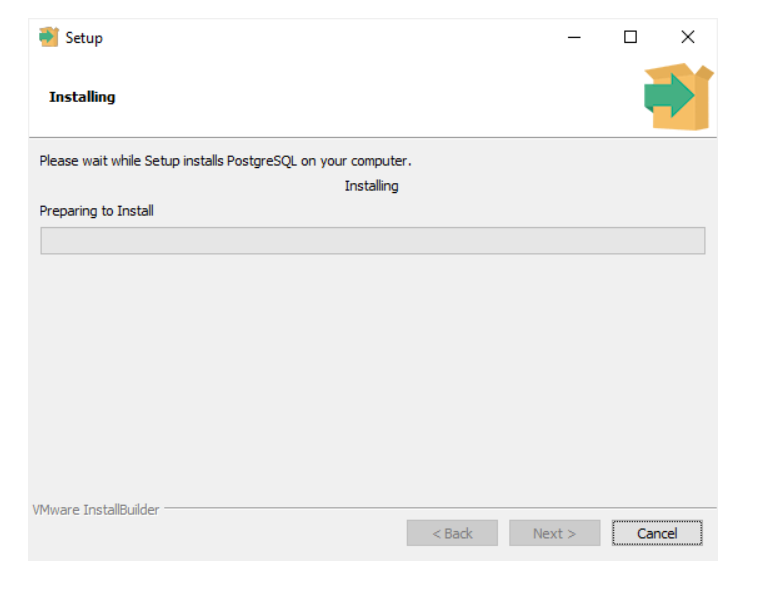 Setup
Installing
Please wait while Setup installs PostgreSQL on your computer.
Installing
Preparing to Install
VMware InstallBuilder
< Back
Next >
Cancel